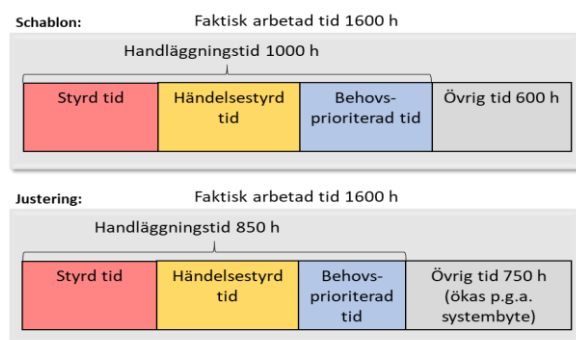 Schablon:
Faktisk arbetad tid 1600 h
Handläggningstid 1000 h
Styrd tid
Händelsestyrd
tid
Behovs-
prioriterad tid
Övrig tid 600 h
Justering:
Faktisk arbetad tid 1600 h
Handläggningstid 850 h
Styrd tid
Händelsestyrd
tid
Behovs-
prioriterad
tid
Övrig tid 750 h
(ökas p.g.a.
systembyte)